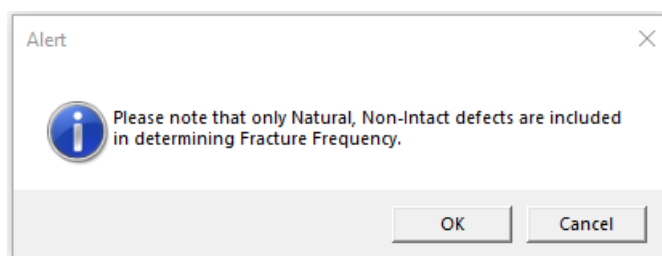 Alert
Please note that only Natural, Non-Intact defects are included
in determining Fracture Frequency.
OK
Cancel